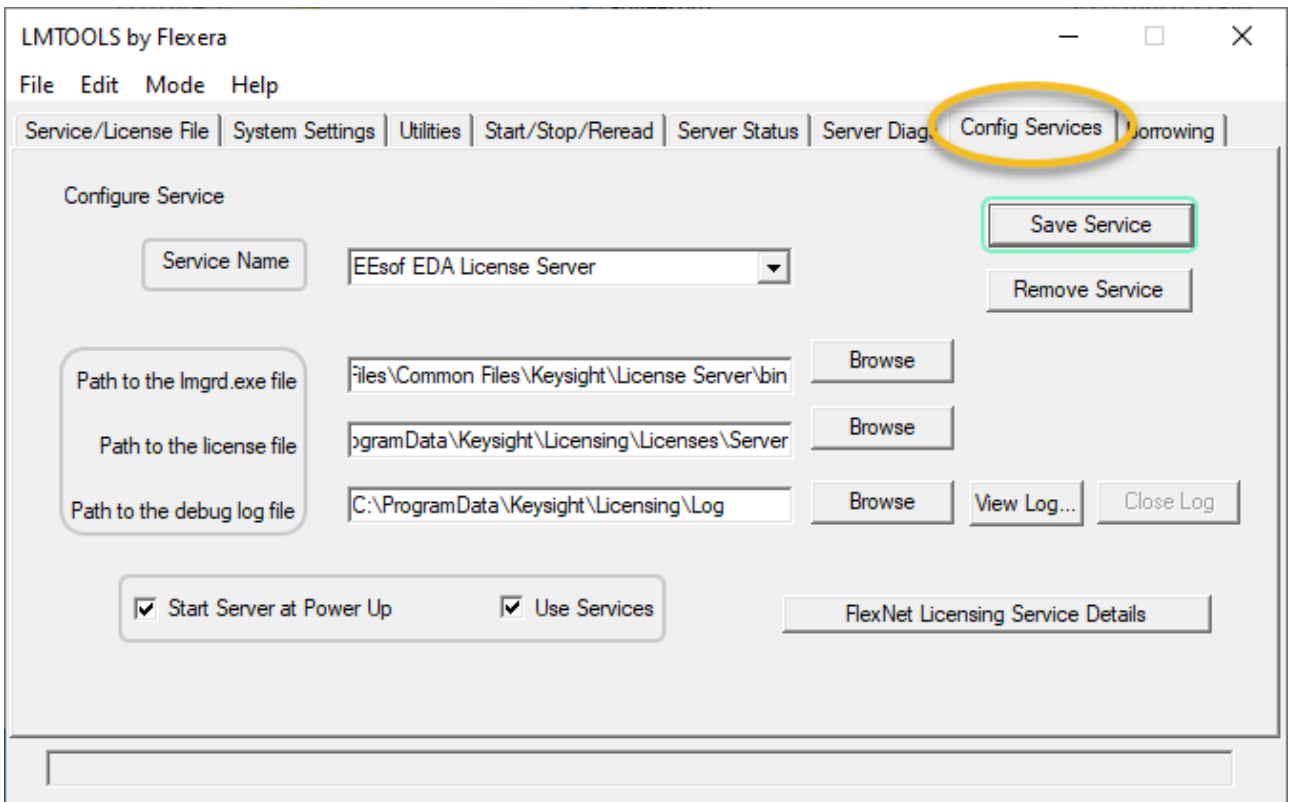 LMTOOLS by Flexera
File Edit Mode Help
Service/License File System Settings Utilities Start/Stop/Reread Server Status Server Diags Config Services Borrowing
Configure Service
Save Service
Service Name EEsof EDA License Server
Remove Service
Path to the lmgrd.exe file Files\Common Files\Keysight\License Server\bin Browse
Path to the license file ogramData\Keysight\Licensing\Licenses\Server Browse
Path to the debug log file C:\ProgramData\Keysight\Licensing\Log Browse View Log... Close Log
Start Server at Power Up Use Services
FlexNet Licensing Service Details